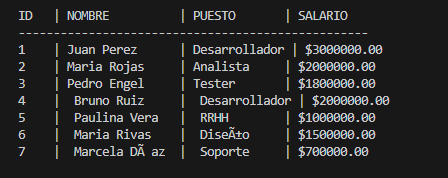 ID   | NOMBRE         | PUESTO       | SALARIO
--------------------------------------------------
1    | Juan Perez     | Desarrollador | $3000000.00
2    | Maria Rojas    | Analista     | $2000000.00
3    | Pedro Engel    | Tester       | $1800000.00
4    |  Bruno Ruiz    |  Desarrollador | $2000000.00
5    |  Paulina Vera  |  RRHH        | $1000000.00
6    |  Maria Rivas   |  DiseÃ±o     | $1500000.00
7    |  Marcela DÃ az |  Soporte     | $700000.00